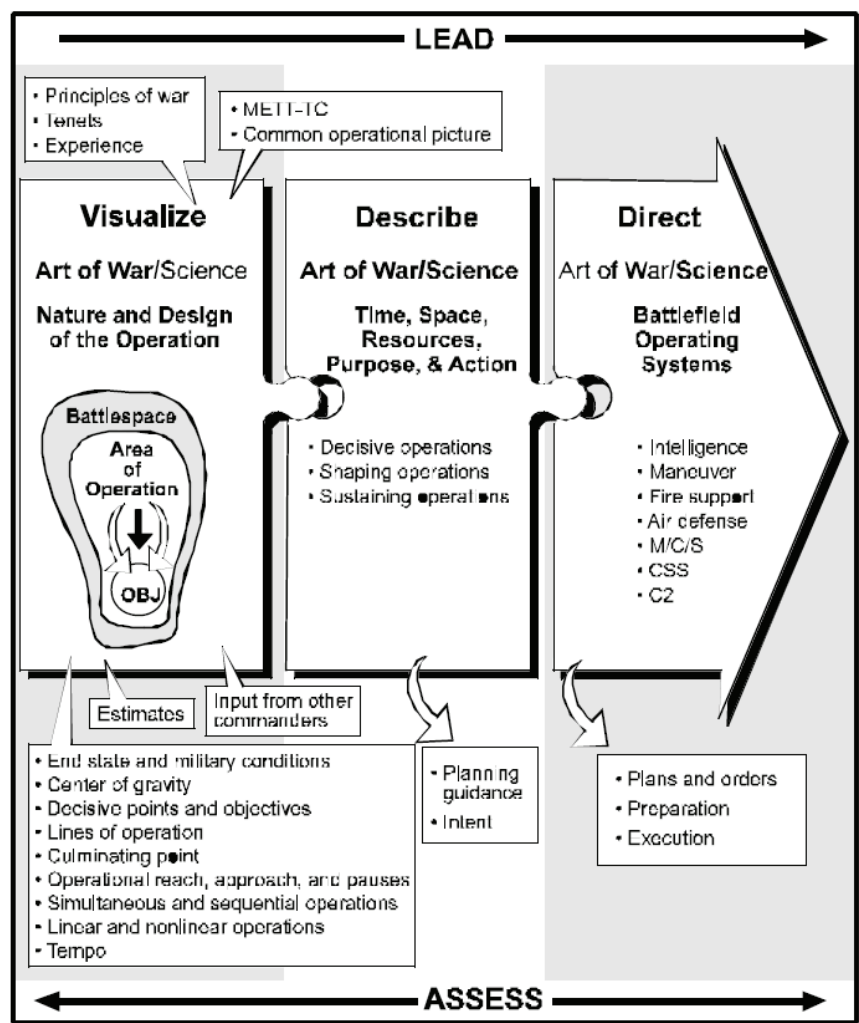 LEAD
• Principles of war
• Tenets
• Experience
• METT-TC
• Common operational picture
Visualize
Art of War/Science
Nature and Design
of the Operation
Battlespace
Area
of
Operation
OBJ
Describe
Art of War/Science
Time, Space,
Resources,
Purpose, & Action
• Decisive operations
• Shaping operations
• Sustaining operations
Direct
Art of War/Science
Battlefield
Operating
Systems
• Intelligence
• Maneuver
• Fire support
• Air defense
• M/C/S
• CSS
• C2
Estimates
Input from other
commanders
• End state and military conditions
• Center of gravity
• Decisive points and objectives
• Lines of operation
• Culminating point
• Operational reach, approach, and pauses
• Simultaneous and sequential operations
• Linear and nonlinear operations
• Tempo
• Planning
guidance
• Intent
• Plans and orders
• Preparation
• Execution
ASSESS